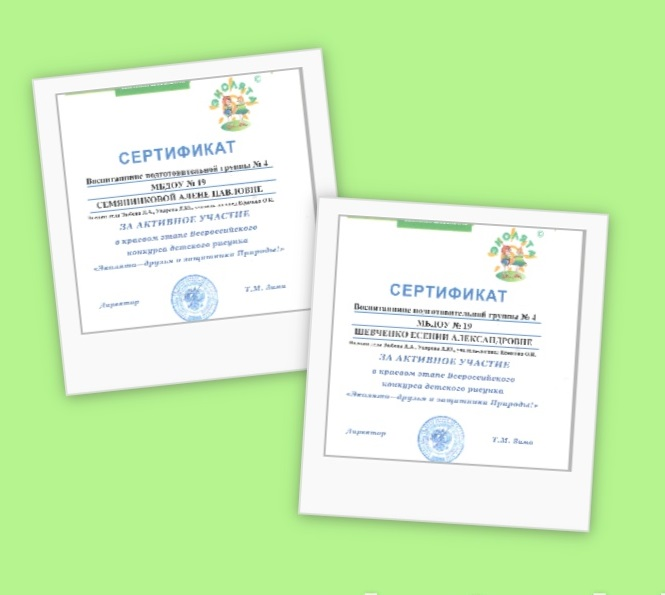 ЭКОЛЯТА
©
СЕРТИФИКАТ
Воспитаннице подготовительной группы № 4
МБДОУ № 19
СЕМЯННИКОВОЙ АЛЕНЕ ПАВЛОВНЕ
ЗА АКТИВНОЕ УЧАСТИЕ
в краевом этапе Всероссийского
конкурса детского рисунка
«Эколята–друзья и защитники Природы!»
Директор
Т.М. Зима
ЭКОЛЯТА
©
СЕРТИФИКАТ
Воспитаннице подготовительной группы № 4
МБДОУ № 19
ШЕВЧЕНКО ЕСЕНИИ АЛЕКСАНДРОВНЕ
ЗА АКТИВНОЕ УЧАСТИЕ
в краевом этапе Всероссийского
конкурса детского рисунка
«Эколята–друзья и защитники Природы!»
Директор
Т.М. Зима